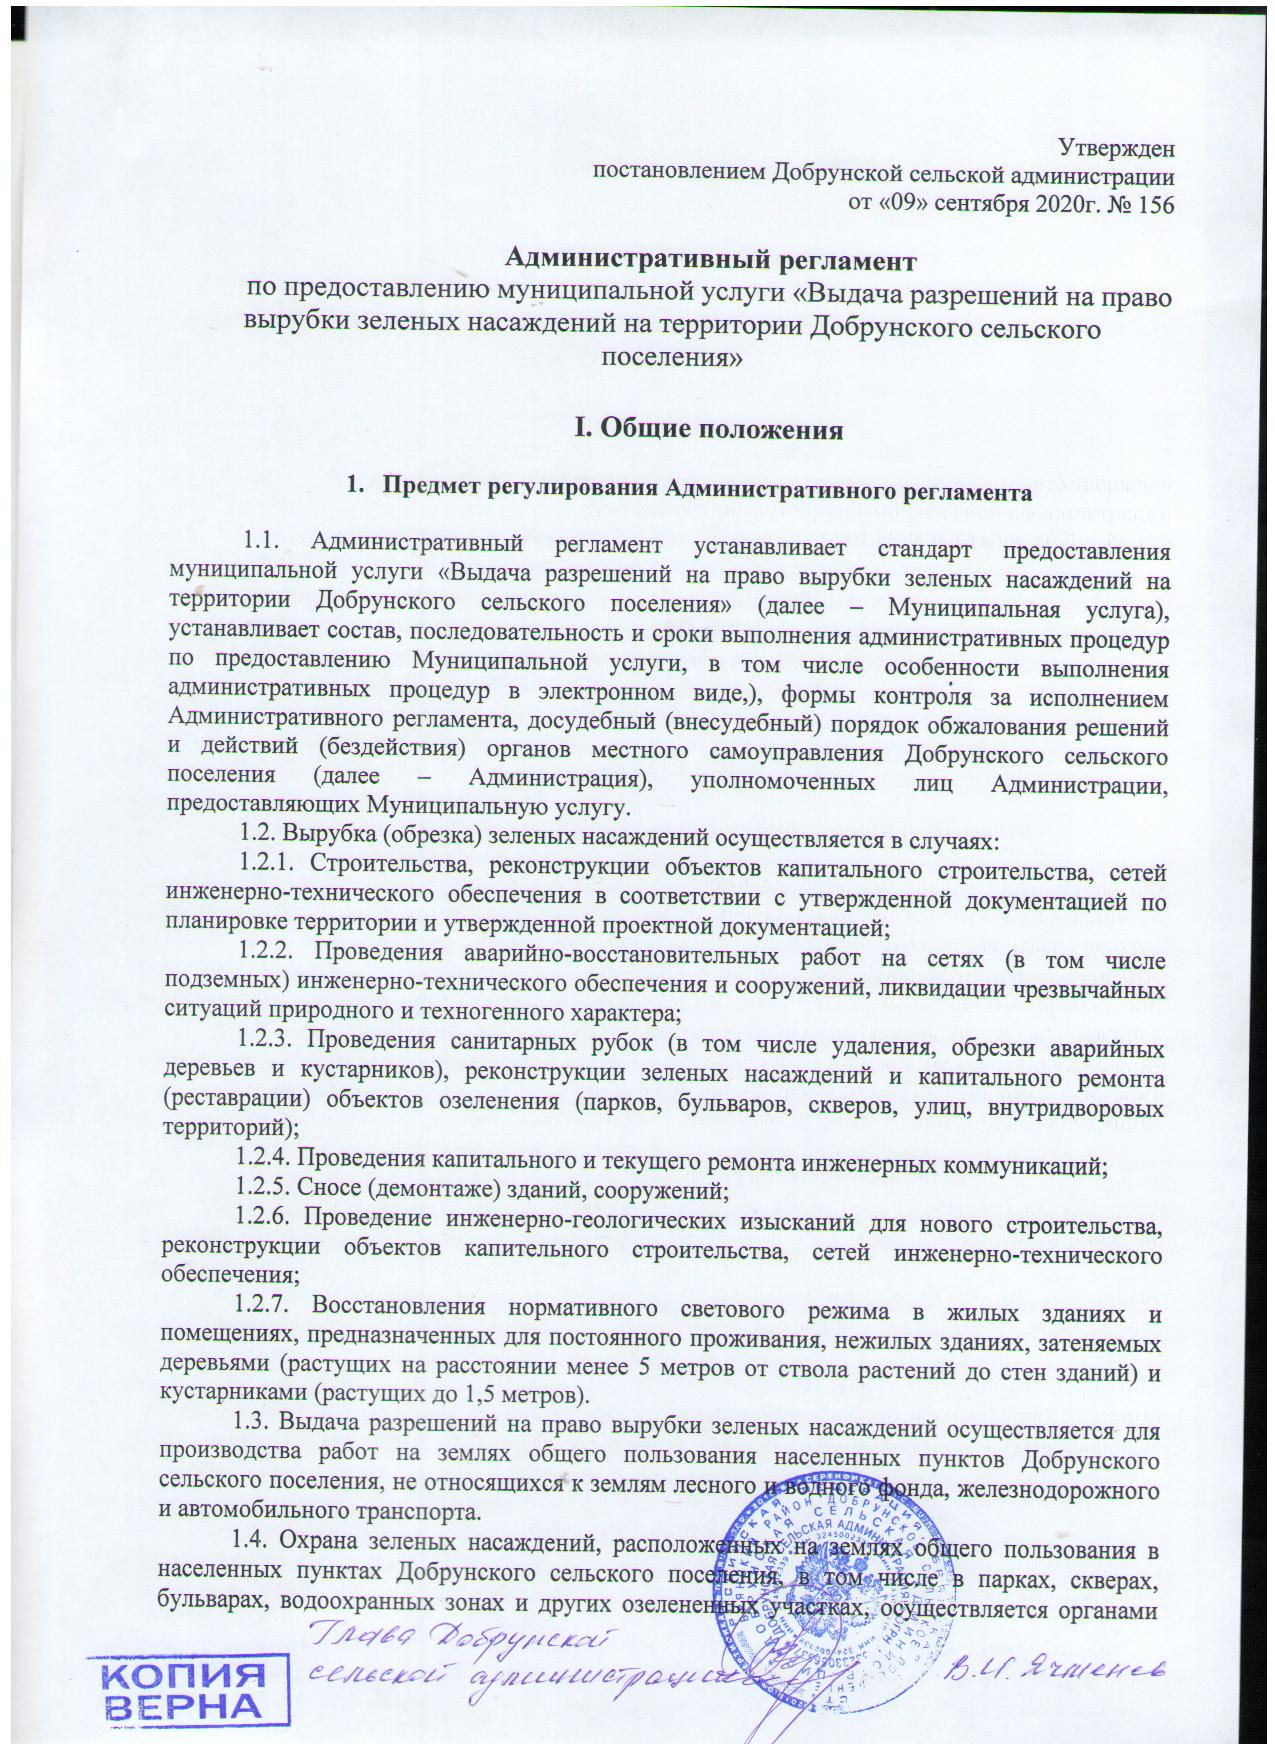 Утвержден
постановлением Добрунской сельской администрации
от «09» сентября 2020г. № 156
Административный регламент
по предоставлению муниципальной услуги «Выдача разрешений на право
вырубки зеленых насаждений на территории Добрунского сельского
поселения»
I. Общие положения
1. Предмет регулирования Административного регламента
1.1. Административный регламент устанавливает стандарт предоставления
муниципальной услуги «Выдача разрешений на право вырубки зеленых насаждений на
территории Добрунского сельского поселения» (далее – Муниципальная услуга),
устанавливает состав, последовательность и сроки выполнения административных процедур
по предоставлению Муниципальной услуги, в том числе особенности выполнения
административных процедур в электронном виде,), формы контроля за исполнением
Административного регламента, досудебный (внесудебный) порядок обжалования решений
и действий (бездействия) органов местного самоуправления Добрунского сельского
поселения (далее – Администрация), уполномоченных лиц Администрации,
предоставляющих Муниципальную услугу.
1.2. Вырубка (обрезка) зеленых насаждений осуществляется в случаях:
1.2.1. Строительства, реконструкции объектов капитального строительства, сетей
инженерно-технического обеспечения в соответствии с утвержденной документацией по
планировке территории и утвержденной проектной документацией;
1.2.2. Проведения аварийно-восстановительных работ на сетях (в том числе
подземных) инженерно-технического обеспечения и сооружений, ликвидации чрезвычайных
ситуаций природного и техногенного характера;
1.2.3. Проведения санитарных рубок (в том числе удаления, обрезки аварийных
деревьев и кустарников), реконструкции зеленых насаждений и капитального ремонта
(реставрации) объектов озеленения (парков, бульваров, скверов, улиц, внутридворовых
территорий);
1.2.4. Проведения капитального и текущего ремонта инженерных коммуникаций;
1.2.5. Сносе (демонтаже) зданий, сооружений;
1.2.6. Проведение инженерно-геологических изысканий для нового строительства,
реконструкции объектов капительного строительства, сетей инженерно-технического
обеспечения;
1.2.7. Восстановления нормативного светового режима в жилых зданиях и
помещениях, предназначенных для постоянного проживания, нежилых зданиях, затеняемых
деревьями (растущих на расстоянии менее 5 метров от ствола растений до стен зданий) и
кустарниками (растущих до 1,5 метров).
1.3. Выдача разрешений на право вырубки зеленых насаждений осуществляется для
производства работ на землях общего пользования населенных пунктов Добрунского
сельского поселения, не относящихся к землям лесного и водного фонда, железнодорожного
и автомобильного транспорта.
1.4. Охрана зеленых насаждений, расположенных на землях общего пользования в
населенных пунктах Добрунского сельского поселения, в том числе в парках, скверах,
бульварах, водоохранных зонах и других озелененных участках, осуществляется органами
Глава Добрунской
сельской администрации В.И. Ячменев
КОПИЯ
ВЕРНА